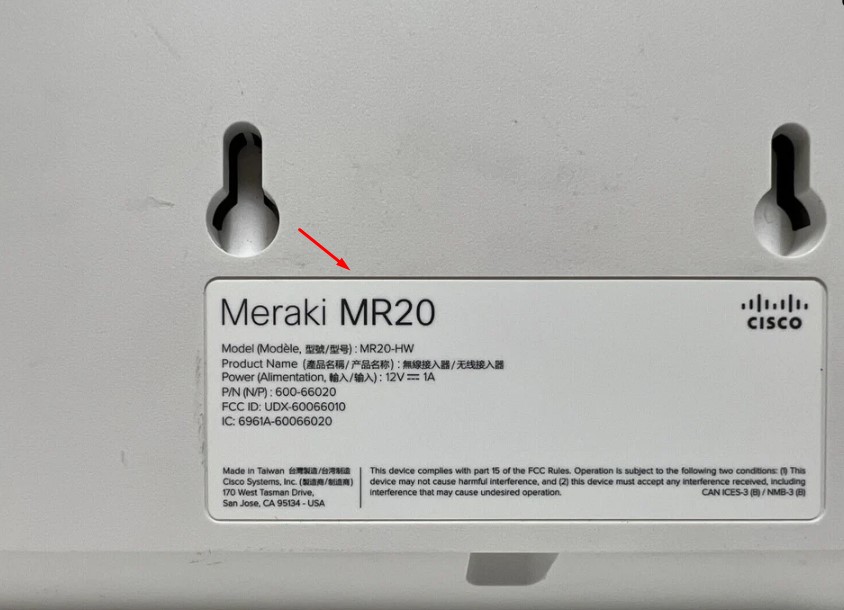 Meraki MR20
CISCO
Model (Modèle, 型號/型号) : MR20-HW
Product Name (產品名稱/产品名称) : 無線接入器/无线接入器
Power (Alimentation, 輸入/输入) : 12V ⎓ 1A
P/N (N/P) : 600-66020
FCC ID: UDX-60066010
IC: 6961A-60066020
Made in Taiwan 台灣製造/台湾制造
Cisco Systems, Inc. (製造商/制造商)
170 West Tasman Drive,
San Jose, CA 95134 - USA
This device complies with part 15 of the FCC Rules. Operation is subject to the following two conditions: (1) This
device may not cause harmful interference, and (2) this device must accept any interference received, including
interference that may cause undesired operation.
CAN ICES-3 (B) / NMB-3 (B)